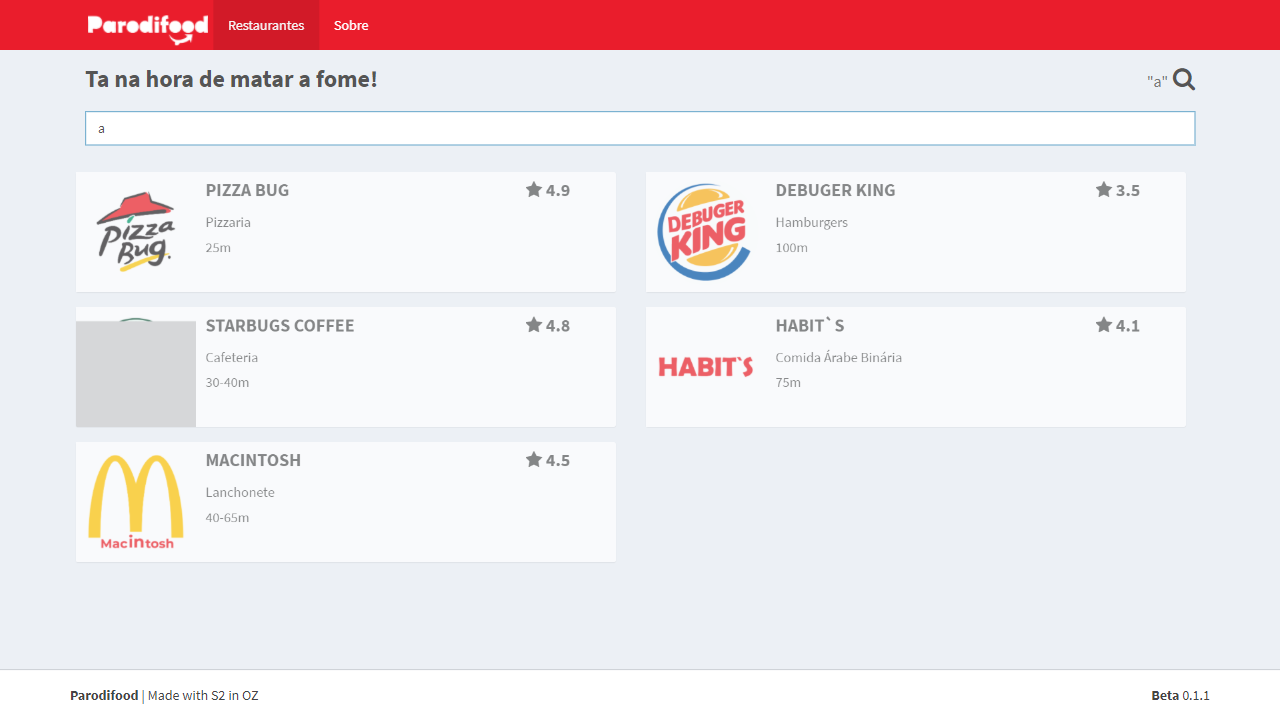 Parodifood Restaurantes Sobre
Ta na hora de matar a fome! "a"
a
Pizza Bug.
PIZZA BUG 4.9
Pizzaria
25m
DEBUGER KING
DEBUGER KING 3.5
Hamburgers
100m
STARBUGS COFFEE 4.8
Cafeteria
30-40m
HABIT`S
HABIT`S 4.1
Comida Árabe Binária
75m
Macintosh
MACINTOSH 4.5
Lanchonete
40-65m
Parodifood | Made with S2 in OZ Beta 0.1.1